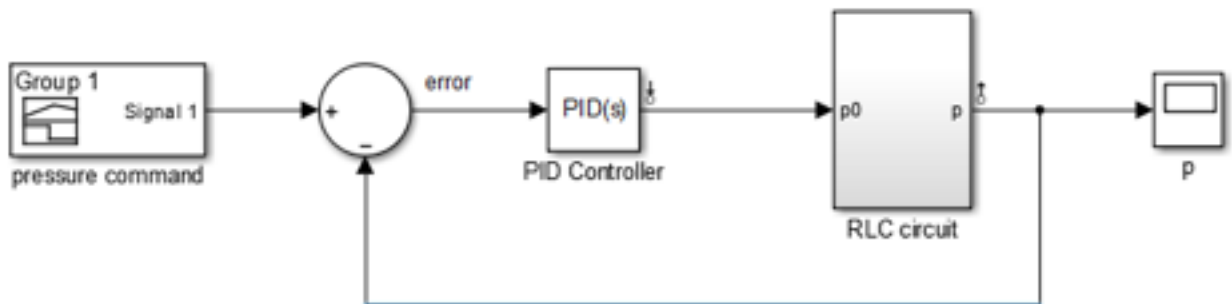 Group 1
Signal 1
pressure command
+
−
error
PID(s)
PID Controller
p0
p
RLC circuit
p